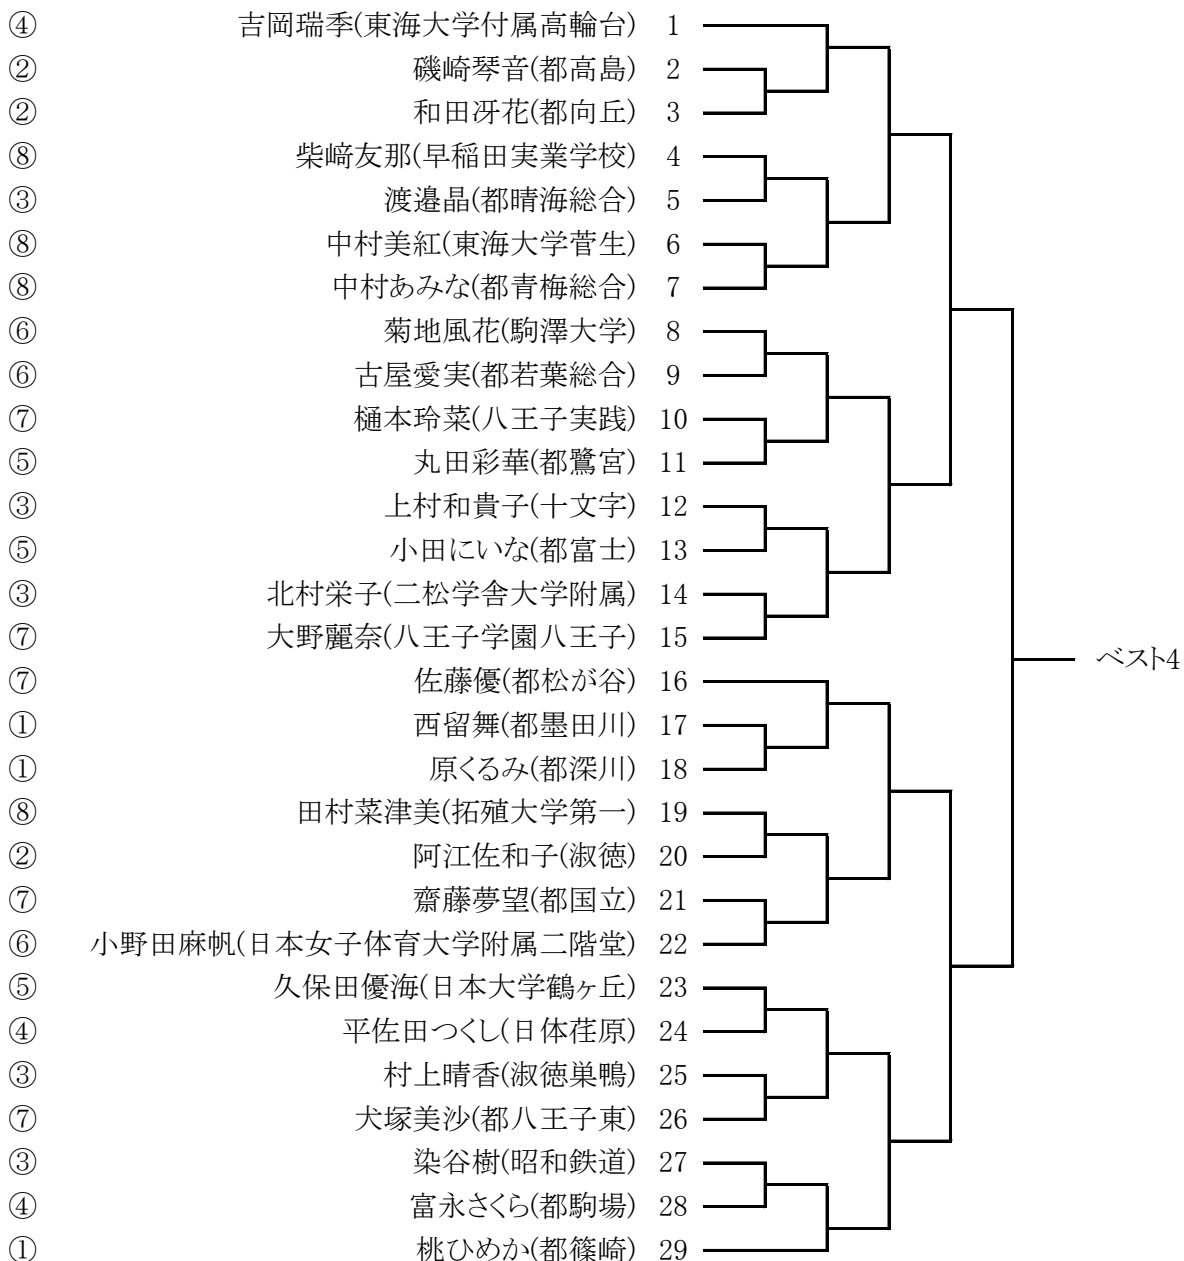 ④ 吉岡瑞季(東海大学付属高輪台) 1
② 磯崎琴音(都高島) 2
② 和田冴花(都向丘) 3
⑧ 柴﨑友那(早稲田実業学校) 4
③ 渡邉晶(都晴海総合) 5
⑧ 中村美紅(東海大学菅生) 6
⑧ 中村あみな(都青梅総合) 7
⑥ 菊地風花(駒澤大学) 8
⑥ 古屋愛実(都若葉総合) 9
⑦ 樋本玲菜(八王子実践) 10
⑤ 丸田彩華(都鷺宮) 11
③ 上村和貴子(十文字) 12
⑤ 小田にいな(都富士) 13
③ 北村栄子(二松学舎大学附属) 14
⑦ 大野麗奈(八王子学園八王子) 15
ベスト4
⑦ 佐藤優(都松が谷) 16
① 西留舞(都墨田川) 17
① 原くるみ(都深川) 18
⑧ 田村菜津美(拓殖大学第一) 19
② 阿江佐和子(淑徳) 20
⑦ 齋藤夢望(都国立) 21
⑥ 小野田麻帆(日本女子体育大学附属二階堂) 22
⑤ 久保田優海(日本大学鶴ヶ丘) 23
④ 平佐田つくし(日体荏原) 24
③ 村上晴香(淑徳巣鴨) 25
⑦ 犬塚美沙(都八王子東) 26
③ 染谷樹(昭和鉄道) 27
④ 富永さくら(都駒場) 28
① 桃ひめか(都篠崎) 29